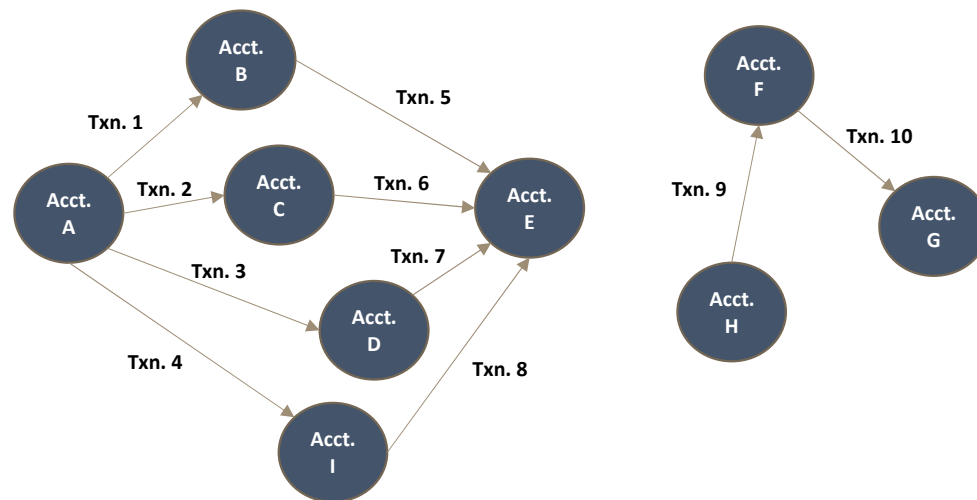 Acct.
B
Txn. 5
Txn. 1
Acct.
A
Txn. 2
Acct.
C
Txn. 6
Acct.
E
Txn. 3
Txn. 7
Acct.
D
Txn. 4
Txn. 8
Acct.
I
Acct.
F
Txn. 10
Txn. 9
Acct.
G
Acct.
H